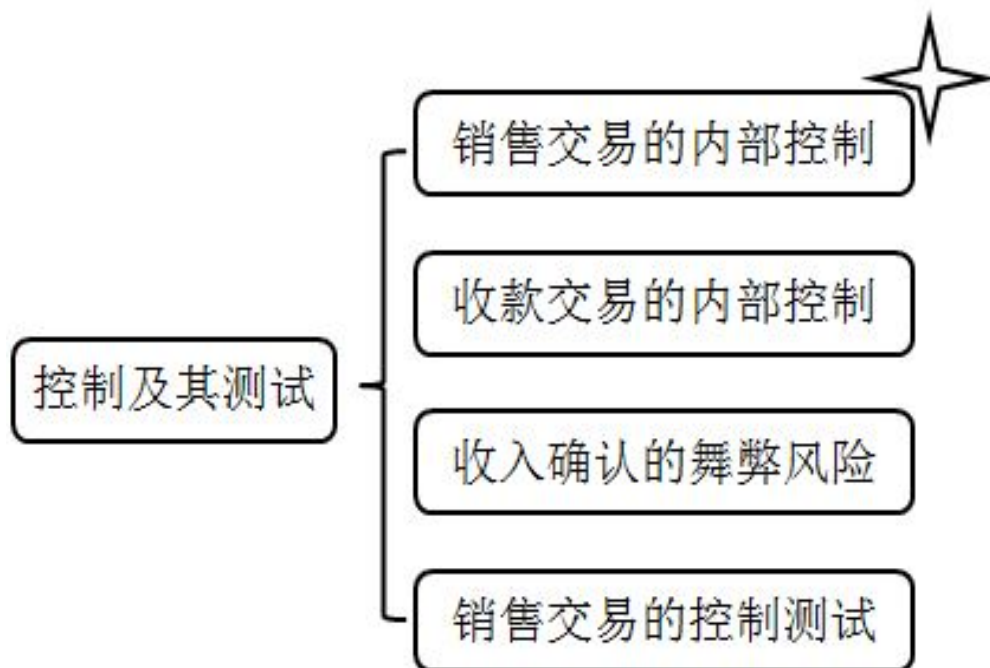 销售交易的内部控制
收款交易的内部控制
控制及其测试
收入确认的舞弊风险
销售交易的控制测试